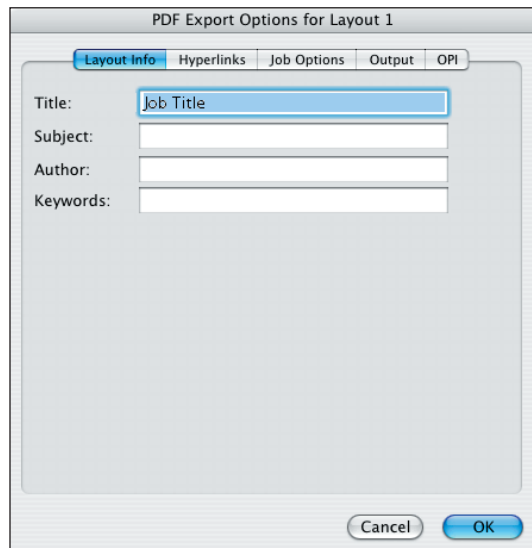 PDF Export Options for Layout 1
Layout Info Hyperlinks Job Options Output OPI
Title: Job Title
Subject:
Author:
Keywords:
Cancel OK